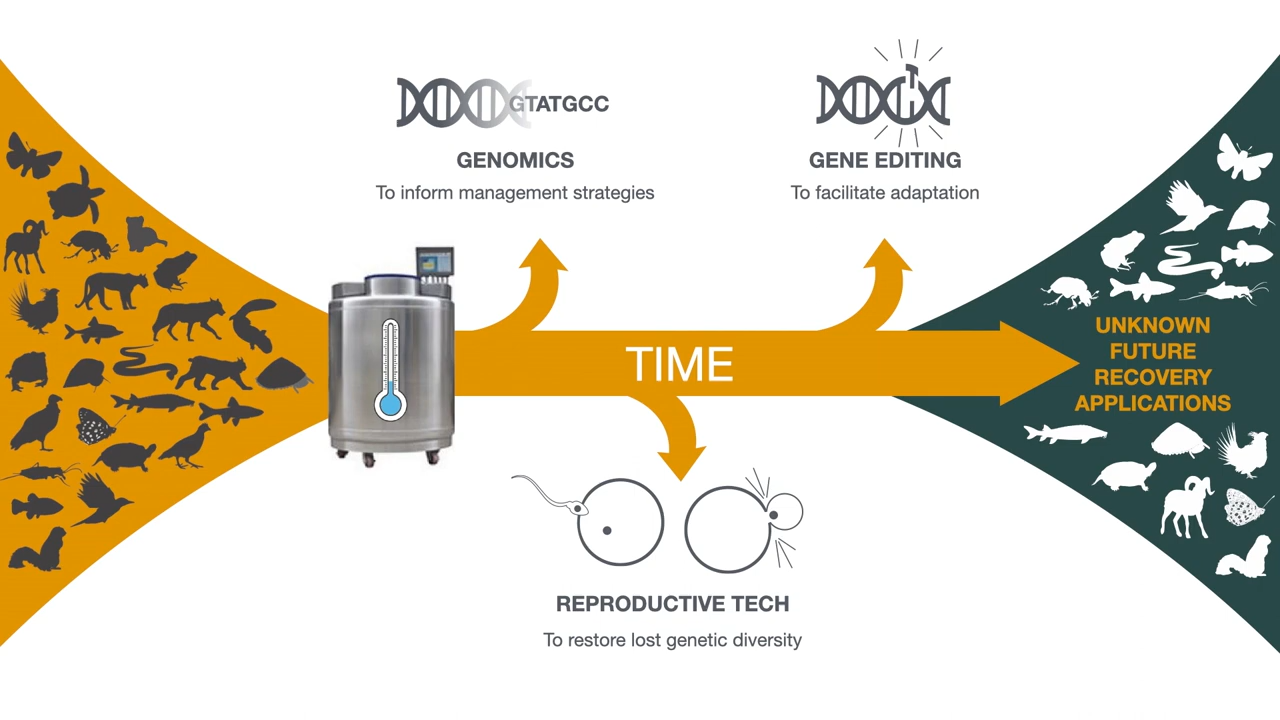 GTATGCC
GENOMICS
To inform management strategies
GENE EDITING
To facilitate adaptation
TIME
UNKNOWN
FUTURE
RECOVERY
APPLICATIONS
REPRODUCTIVE TECH
To restore lost genetic diversity